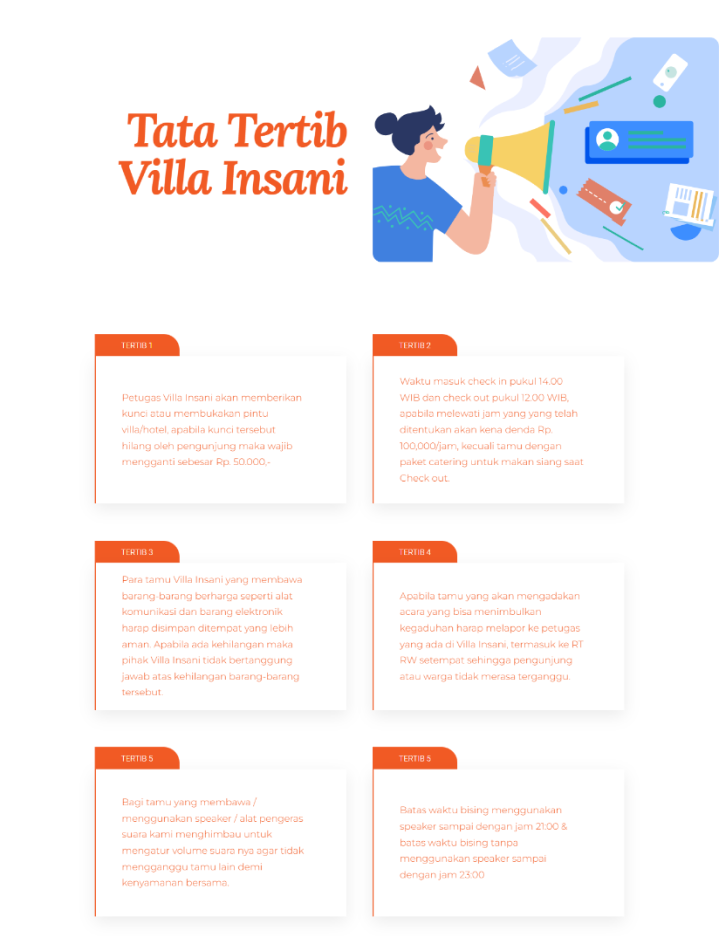 Tata Tertib
Villa Insani
TERTIB 1
Petugas Villa Insani akan memberikan
kunci atau membukakan pintu
villa/hotel, apabila kunci tersebut
hilang oleh pengunjung maka wajib
mengganti sebesar Rp. 50.000,-
TERTIB 2
Waktu masuk check in pukul 14.00
WIB dan check out pukul 12.00 WIB,
apabila melewati jam yang yang telah
ditentukan akan kena denda Rp.
100,000/jam, kecuali tamu dengan
paket catering untuk makan siang saat
Check out.
TERTIB 3
Para tamu Villa Insani yang membawa
barang-barang berharga seperti alat
komunikasi dan barang elektronik
harap disimpan ditempat yang lebih
aman. Apabila ada kehilangan maka
pihak Villa Insani tidak bertanggung
jawab atas kehilangan barang-barang
tersebut.
TERTIB 4
Apabila tamu yang akan mengadakan
acara yang bisa menimbulkan
kegaduhan harap melapor ke petugas
yang ada di Villa Insani, termasuk ke RT
RW setempat sehingga pengunjung
atau warga tidak merasa terganggu.
TERTIB 5
Bagi tamu yang membawa /
menggunakan speaker / alat pengeras
suara kami menghimbau untuk
mengatur volume suara nya agar tidak
mengganggu tamu lain demi
kenyamanan bersama.
TERTIB 5
Batas waktu bising menggunakan
speaker sampai dengan jam 21:00 &
batas waktu bising tanpa
menggunakan speaker sampai
dengan jam 23:00